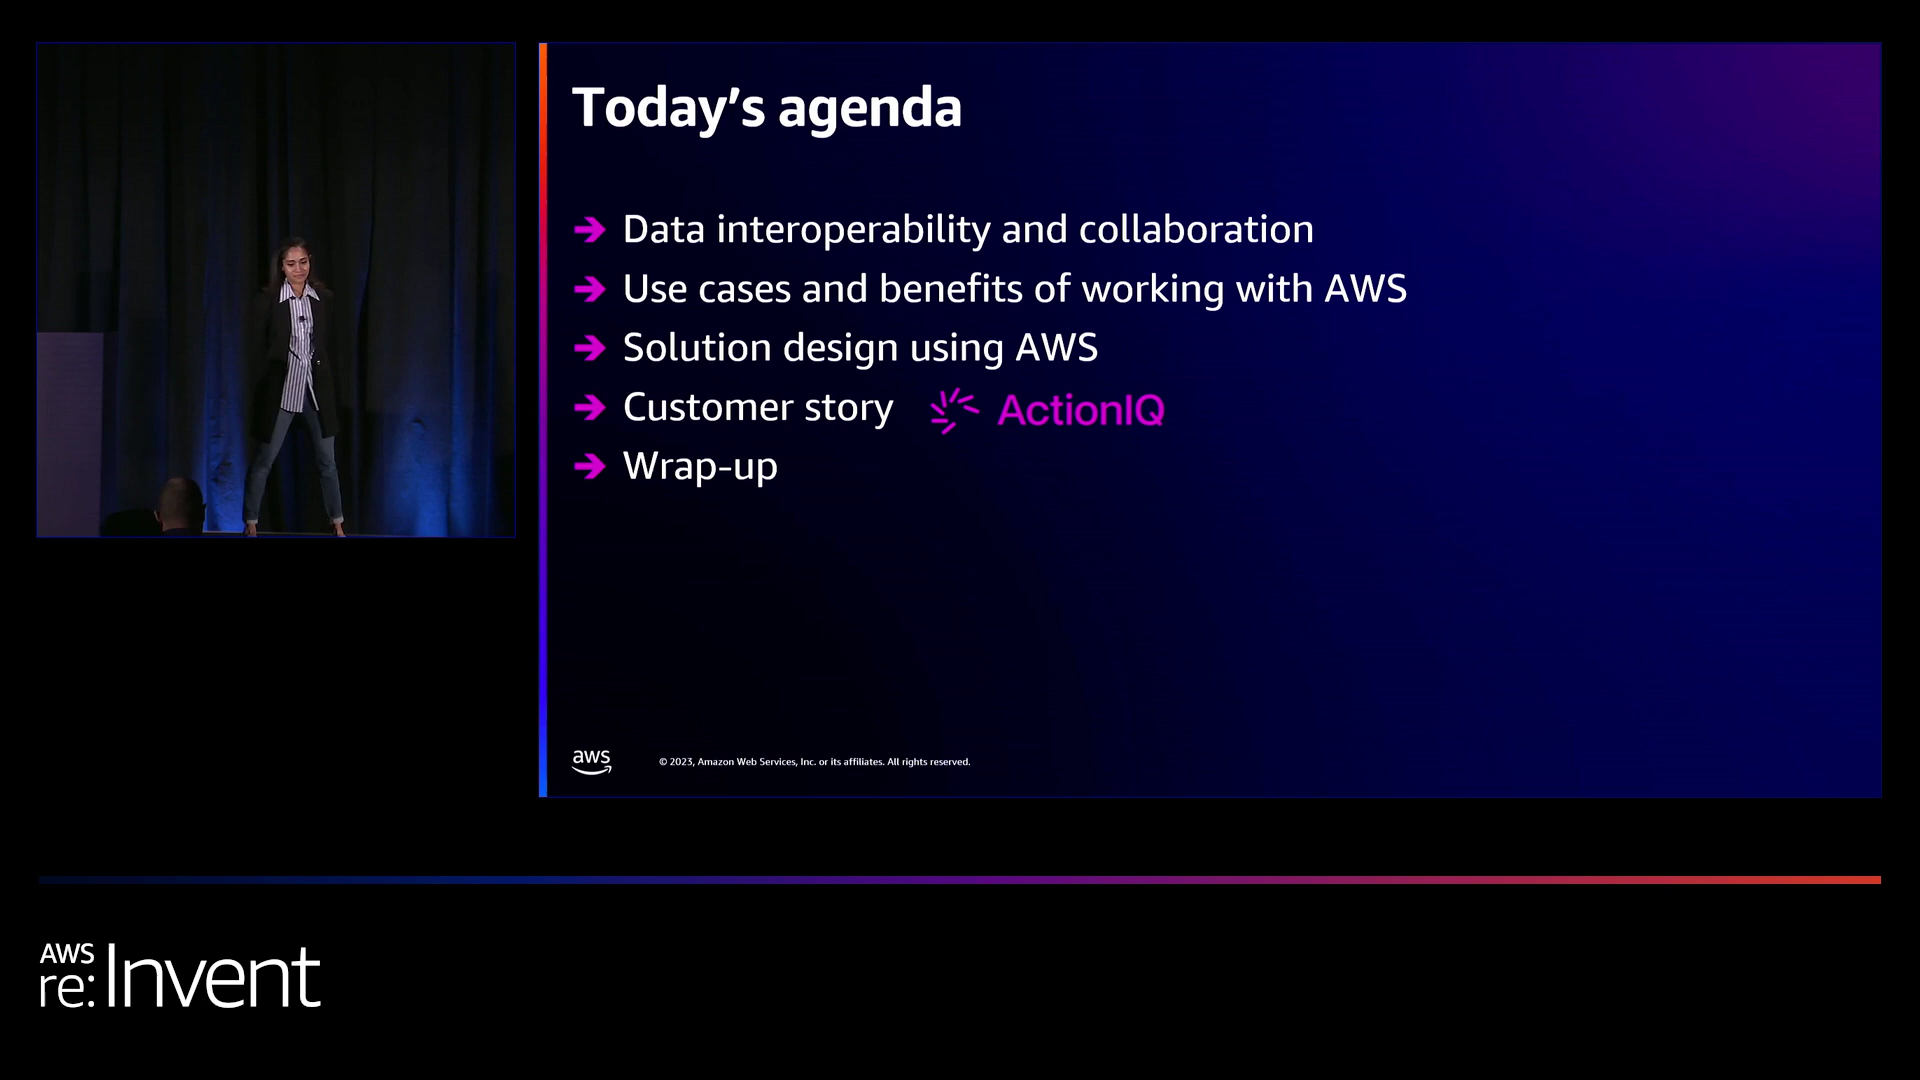 Today's agenda
➔ Data interoperability and collaboration
➔ Use cases and benefits of working with AWS
➔ Solution design using AWS
➔ Customer story ActionIQ
➔ Wrap-up
aws
© 2023, Amazon Web Services, Inc. or its affiliates. All rights reserved.
AWS
re:Invent